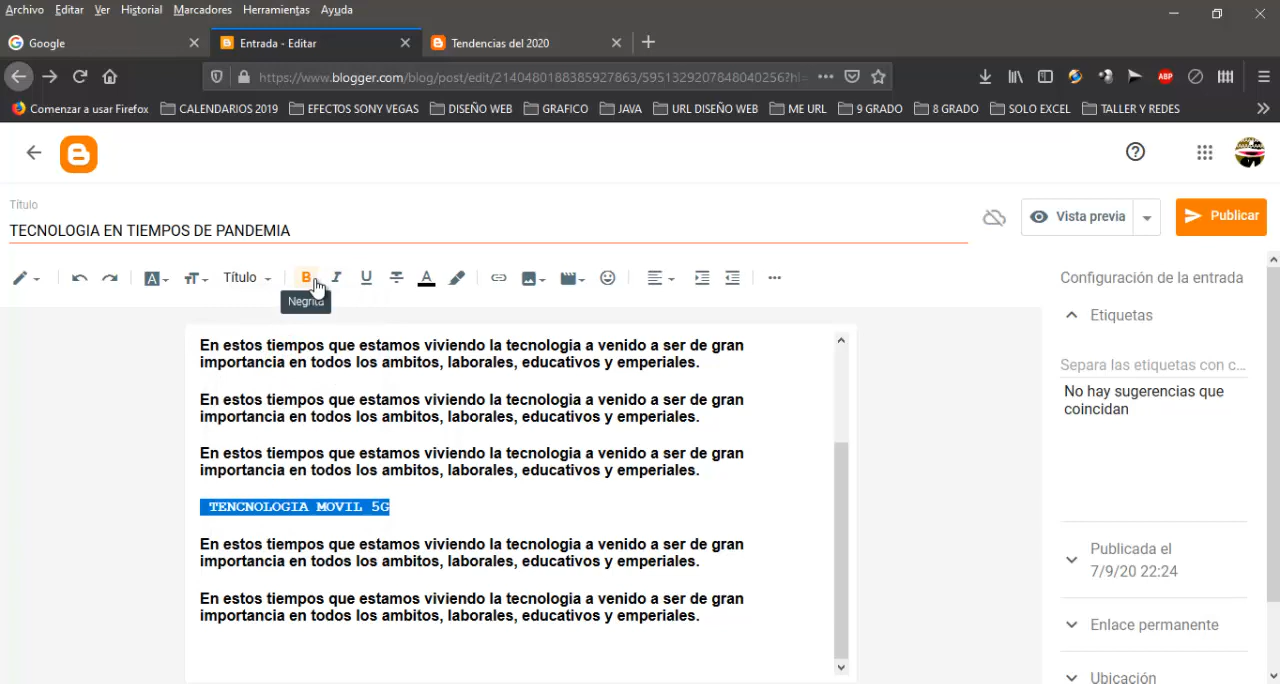 Archivo Editar Ver Historial Marcadores Herramientas Ayuda
Google Entrada - Editar Tendencias del 2020
https://www.blogger.com/blog/post/edit/2140480188385927863/5951329207848040256?hl=
Comenzar a usar Firefox CALENDARIOS 2019 EFECTOS SONY VEGAS DISEÑO WEB GRAFICO JAVA URL DISEÑO WEB ME URL 9 GRADO 8 GRADO SOLO EXCEL TALLER Y REDES
Título
TECNOLOGIA EN TIEMPOS DE PANDEMIA
Vista previa
Publicar
Título
Negrita
Configuración de la entrada
Etiquetas
Separa las etiquetas con c...
No hay sugerencias que
coincidan
Publicada el
7/9/20 22:24
Enlace permanente
Ubicación
En estos tiempos que estamos viviendo la tecnologia a venido a ser de gran
importancia en todos los ambitos, laborales, educativos y emperiales.
En estos tiempos que estamos viviendo la tecnologia a venido a ser de gran
importancia en todos los ambitos, laborales, educativos y emperiales.
En estos tiempos que estamos viviendo la tecnologia a venido a ser de gran
importancia en todos los ambitos, laborales, educativos y emperiales.
TENCNOLOGIA MOVIL 5G
En estos tiempos que estamos viviendo la tecnologia a venido a ser de gran
importancia en todos los ambitos, laborales, educativos y emperiales.
En estos tiempos que estamos viviendo la tecnologia a venido a ser de gran
importancia en todos los ambitos, laborales, educativos y emperiales.